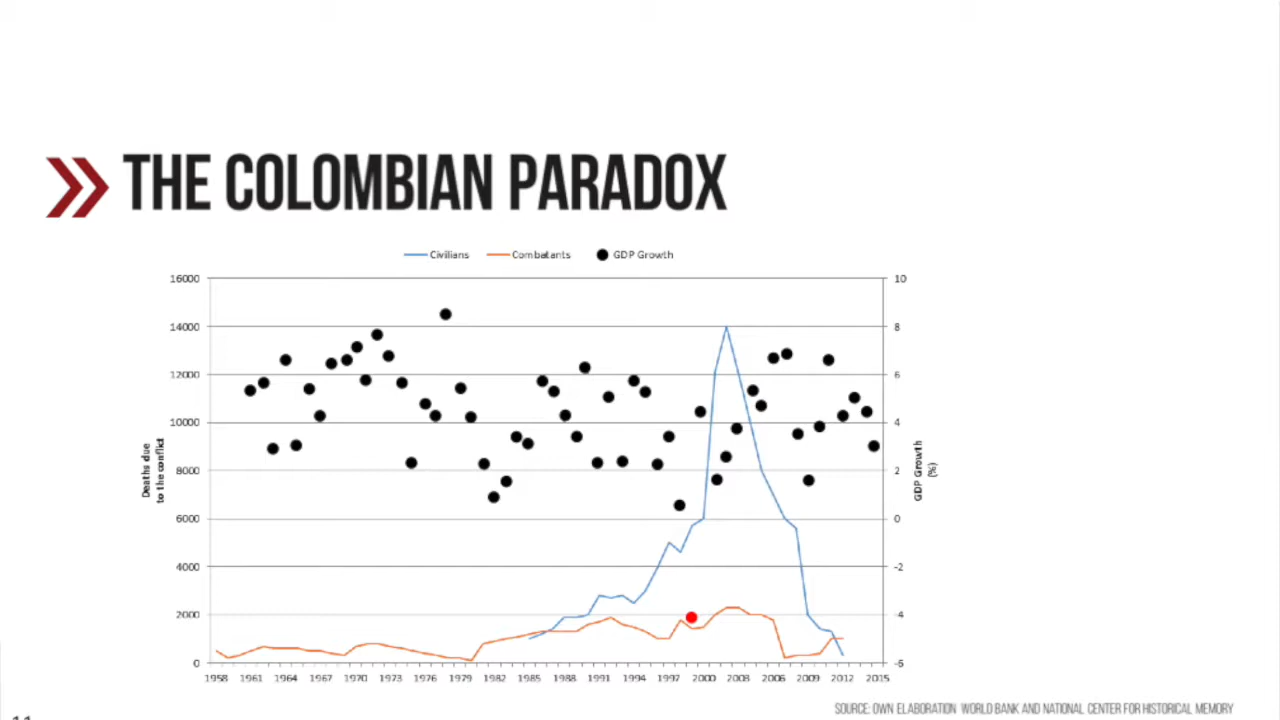 THE COLOMBIAN PARADOX
Civilians Combatants GDP Growth
16000
14000
12000
10000
8000
6000
4000
2000
0
Deaths due
to the conflict
10
8
6
4
2
0
-2
-4
-6
GDP Growth
(%)
1958 1961 1964 1967 1970 1973 1976 1979 1982 1985 1988 1991 1994 1997 2000 2003 2006 2009 2012 2015
SOURCE: OWN ELABORATION WORLD BANK AND NATIONAL CENTER FOR HISTORICAL MEMORY